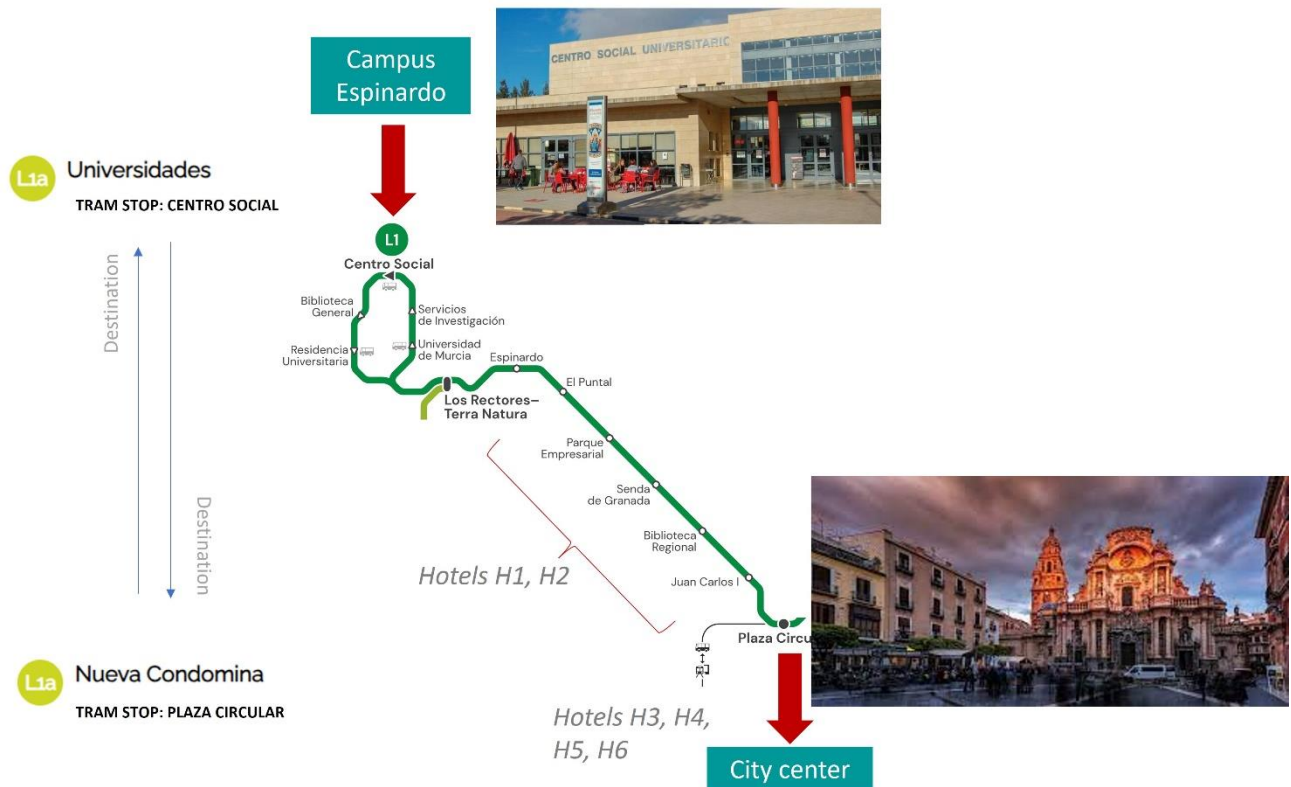 Campus
Espinardo
CENTRO SOCIAL UNIVERSITARIO
L1a Universidades
TRAM STOP: CENTRO SOCIAL
Destination
Destination
L1
Centro Social
Biblioteca
General
Servicios
de Investigación
Residencia
Universitaria
Universidad
de Murcia
Espinardo
Los Rectores–
Terra Natura
El Puntal
Parque
Empresarial
Senda
de Granada
Biblioteca
Regional
Juan Carlos I
Hotels H1, H2
Plaza Circu
L1a Nueva Condomina
TRAM STOP: PLAZA CIRCULAR
Hotels H3, H4,
H5, H6
City center